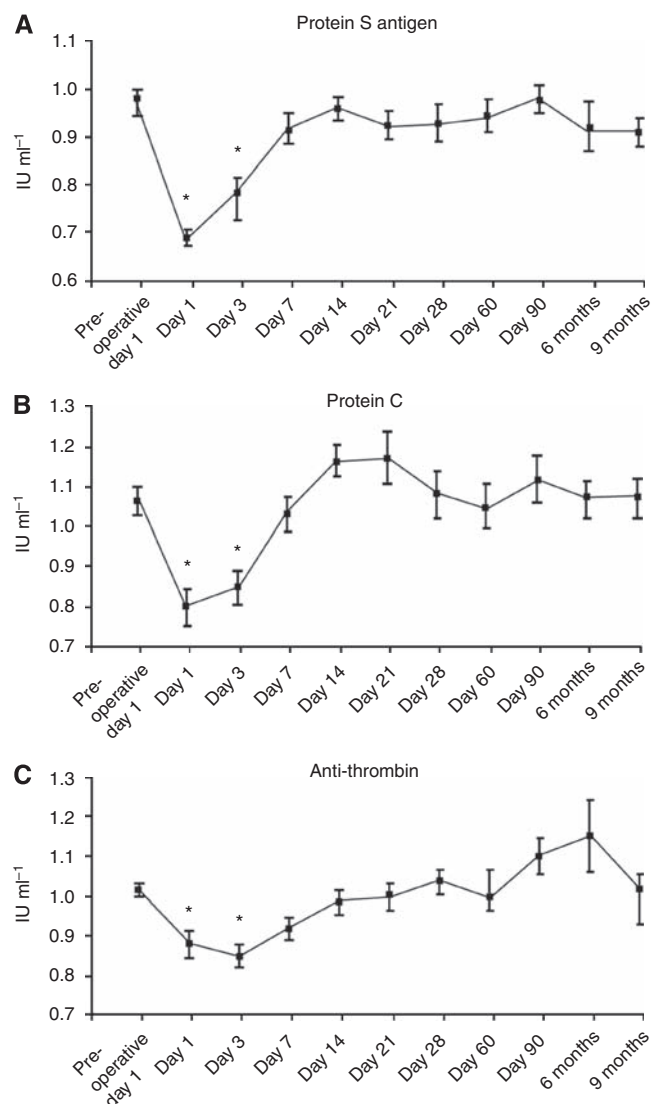 A Protein S antigen
1.1
1.0
0.9
0.8
0.7
0.6
IU ml⁻¹
*
*
Pre-
operative
day 1
Day 1
Day 3
Day 7
Day 14
Day 21
Day 28
Day 60
Day 90
6 months
9 months
B Protein C
1.3
1.2
1.1
1.0
0.9
0.8
0.7
IU ml⁻¹
*
*
Pre-
operative
day 1
Day 1
Day 3
Day 7
Day 14
Day 21
Day 28
Day 60
Day 90
6 months
9 months
C Anti-thrombin
1.3
1.2
1.1
1.0
0.9
0.8
0.7
IU ml⁻¹
*
*
Pre-
operative
day 1
Day 1
Day 3
Day 7
Day 14
Day 21
Day 28
Day 60
Day 90
6 months
9 months